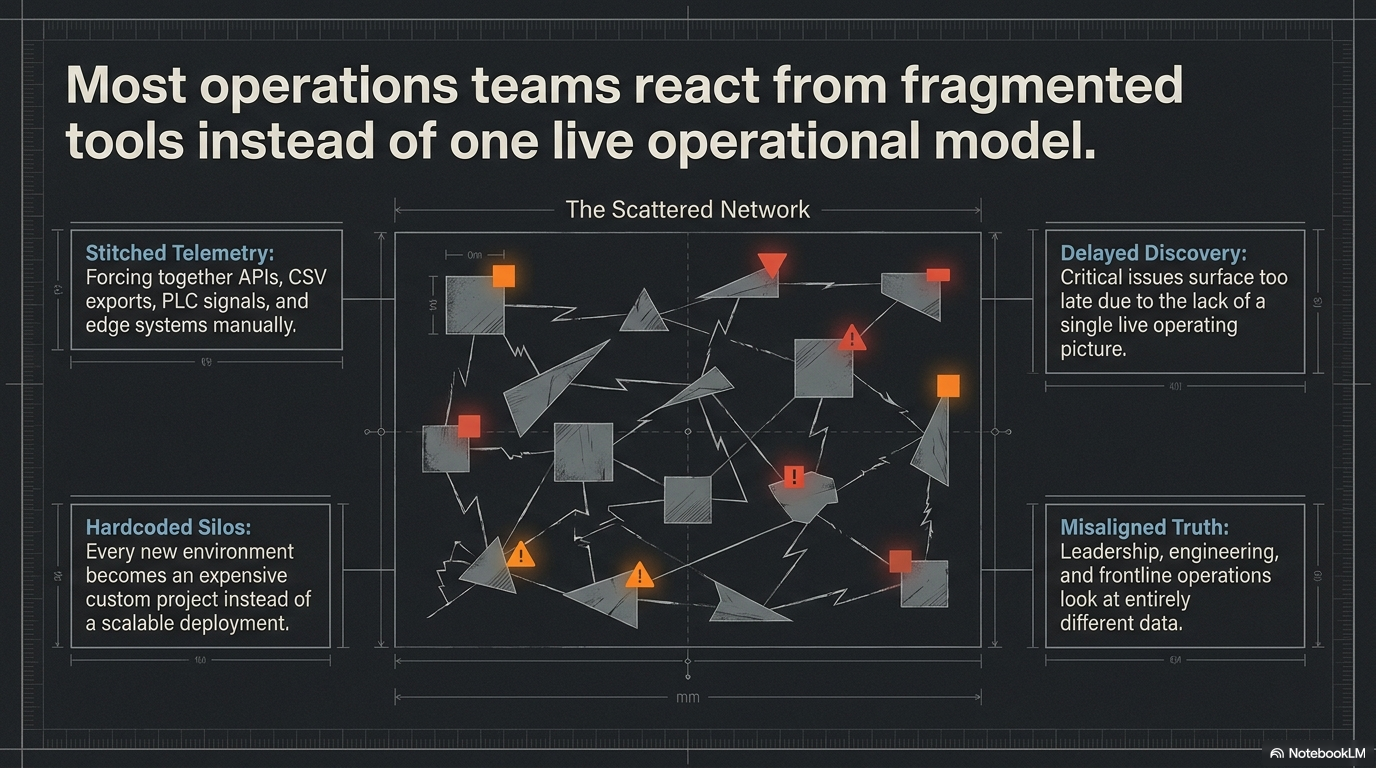 Most operations teams react from fragmented
tools instead of one live operational model.
The Scattered Network
Stitched Telemetry:
Forcing together APIs, CSV
exports, PLC signals, and
edge systems manually.
Hardcoded Silos:
Every new environment
becomes an expensive
custom project instead of
a scalable deployment.
Delayed Discovery:
Critical issues surface too
late due to the lack of a
single live operating
picture.
Misaligned Truth:
Leadership, engineering,
and frontline operations
look at entirely
different data.
!
!
!
!
mm
NotebookLM